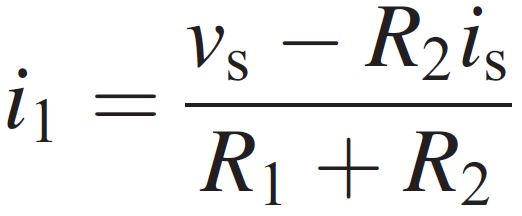 i₁ = (vₛ − R₂iₛ) / (R₁ + R₂)